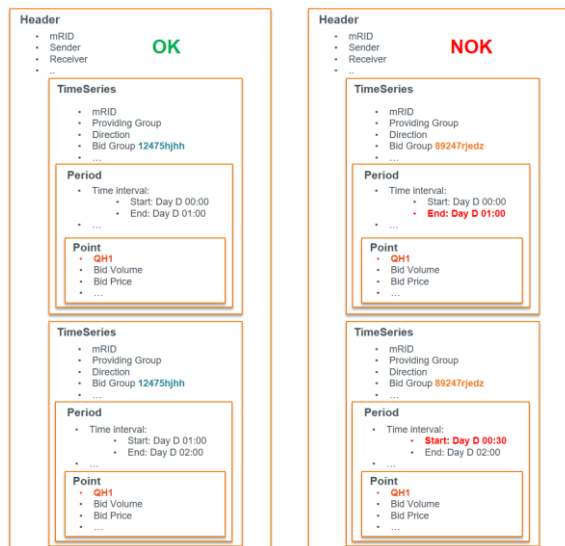 Header
• mRID
• Sender
• Receiver
• ..
OK
TimeSeries
• mRID
• Providing Group
• Direction
• Bid Group 12475hjhh
• ...
Period
• Time interval:
• Start: Day D 00:00
• End: Day D 01:00
• ...
Point
• QH1
• Bid Volume
• Bid Price
• ...
TimeSeries
• mRID
• Providing Group
• Direction
• Bid Group 12475hjhh
• ...
Period
• Time interval:
• Start: Day D 01:00
• End: Day D 02:00
• ...
Point
• QH1
• Bid Volume
• Bid Price
• ...
Header
• mRID
• Sender
• Receiver
• ..
NOK
TimeSeries
• mRID
• Providing Group
• Direction
• Bid Group 89247rjedz
• ...
Period
• Time interval:
• Start: Day D 00:00
• End: Day D 01:00
• ...
Point
• QH1
• Bid Volume
• Bid Price
• ...
TimeSeries
• mRID
• Providing Group
• Direction
• Bid Group 89247rjedz
• ...
Period
• Time interval:
• Start: Day D 00:30
• End: Day D 02:00
• ...
Point
• QH1
• Bid Volume
• Bid Price
• ...